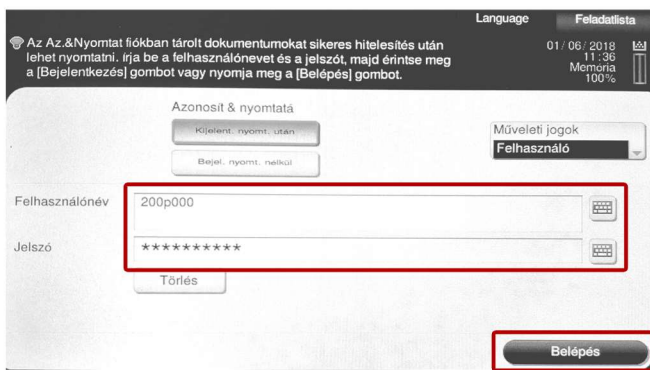 Language
Feladatlista
Az Az.&Nyomtat fiókban tárolt dokumentumokat sikeres hitelesítés után
lehet nyomtatni. írja be a felhasználónevet és a jelszót, majd érintse meg
a [Bejelentkezés] gombot vagy nyomja meg a [Belépés] gombot.
01/06/2018
11:36
Memória
100%
Azonosít & nyomtatá
Kijelent. nyomt. után
Bejel. nyomt. nélkül
Műveleti jogok
Felhasználó
Felhasználónév
200p000
Jelszó
**********
Törlés
Belépés